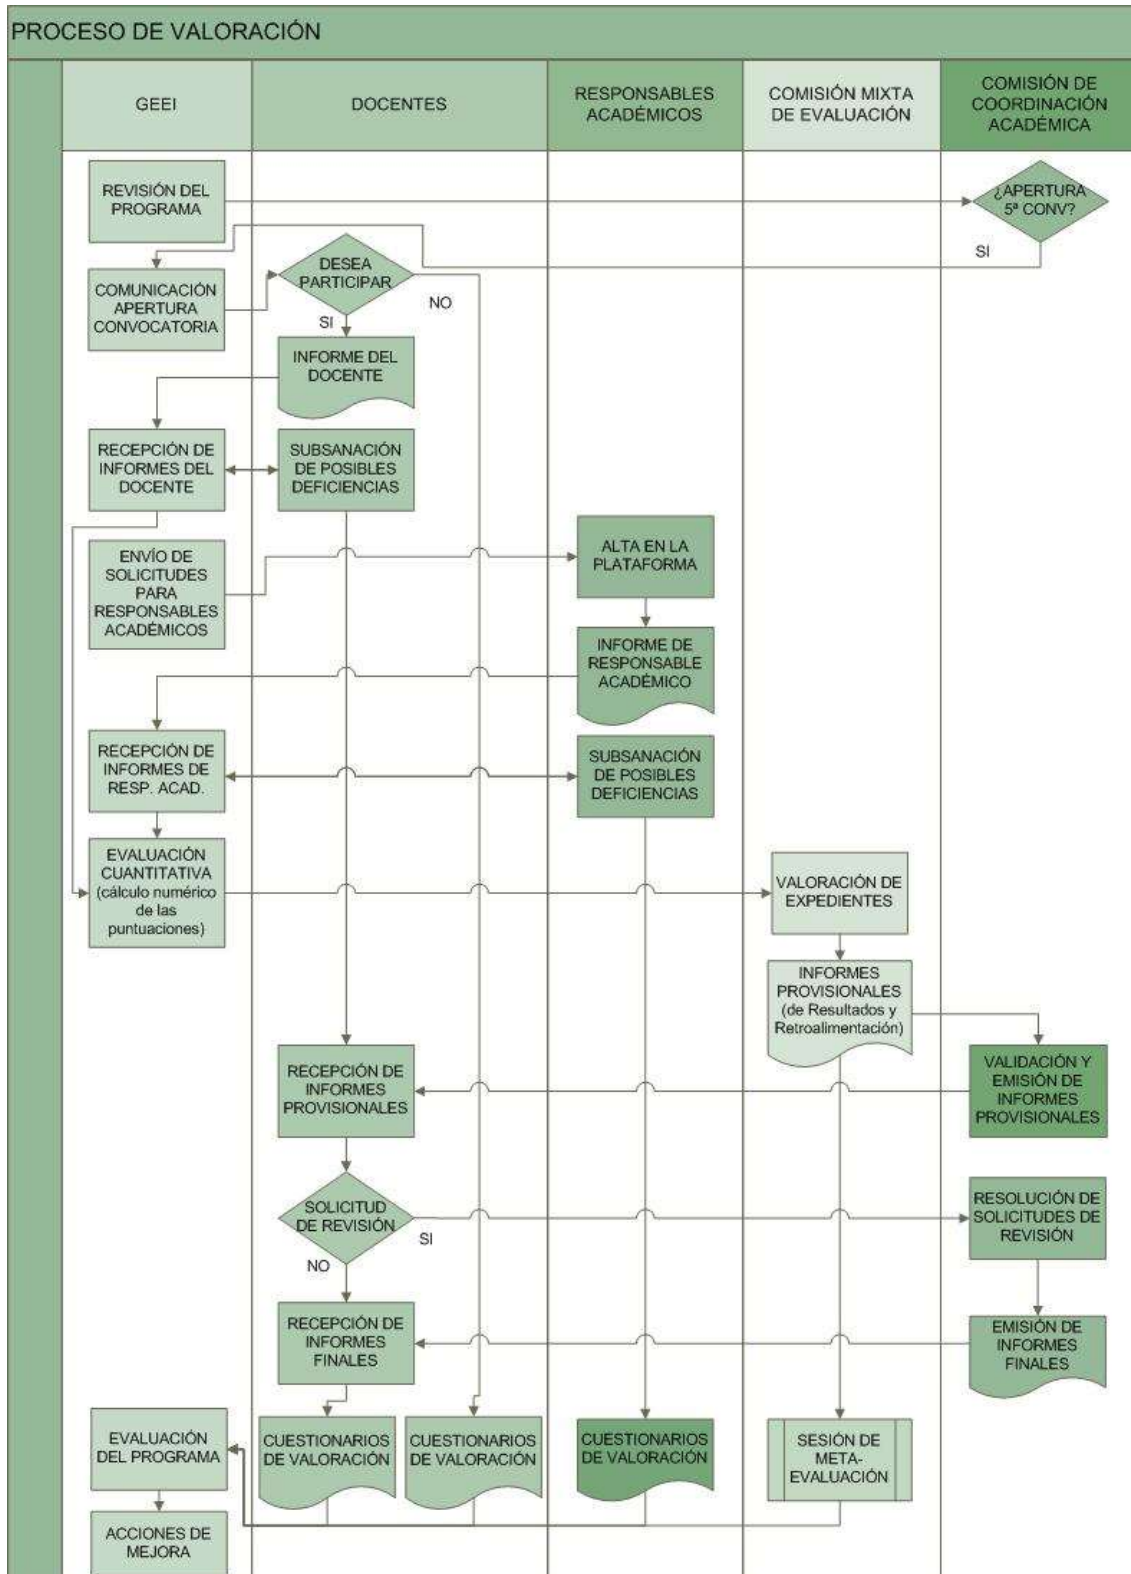 PROCESO DE VALORACIÓN
GEEI
DOCENTES
RESPONSABLES
ACADÉMICOS
COMISIÓN MIXTA
DE EVALUACIÓN
COMISIÓN DE
COORDINACIÓN
ACADÉMICA
REVISIÓN DEL
PROGRAMA
¿APERTURA
5ª CONV?
SI
COMUNICACIÓN
APERTURA
CONVOCATORIA
DESEA
PARTICIPAR
NO
SI
INFORME DEL
DOCENTE
RECEPCIÓN DE
INFORMES DEL
DOCENTE
SUBSANACIÓN
DE POSIBLES
DEFICIENCIAS
ENVÍO DE
SOLICITUDES
PARA
RESPONSABLES
ACADÉMICOS
ALTA EN LA
PLATAFORMA
INFORME DE
RESPONSABLE
ACADÉMICO
RECEPCIÓN DE
INFORMES DE
RESP. ACAD.
SUBSANACIÓN
DE POSIBLES
DEFICIENCIAS
EVALUACIÓN
CUANTITATIVA
(cálculo numérico
de las
puntuaciones)
VALORACIÓN DE
EXPEDIENTES
INFORMES
PROVISIONALES
(de Resultados y
Retroalimentación)
RECEPCIÓN DE
INFORMES
PROVISIONALES
VALIDACIÓN Y
EMISIÓN DE
INFORMES
PROVISIONALES
SOLICITUD
DE REVISIÓN
SI
NO
RESOLUCIÓN DE
SOLICITUDES DE
REVISIÓN
RECEPCIÓN DE
INFORMES
FINALES
EMISIÓN DE
INFORMES
FINALES
EVALUACIÓN
DEL PROGRAMA
CUESTIONARIOS
DE VALORACIÓN
CUESTIONARIOS
DE VALORACIÓN
CUESTIONARIOS
DE VALORACIÓN
SESIÓN DE
META-
EVALUACIÓN
ACCIONES DE
MEJORA